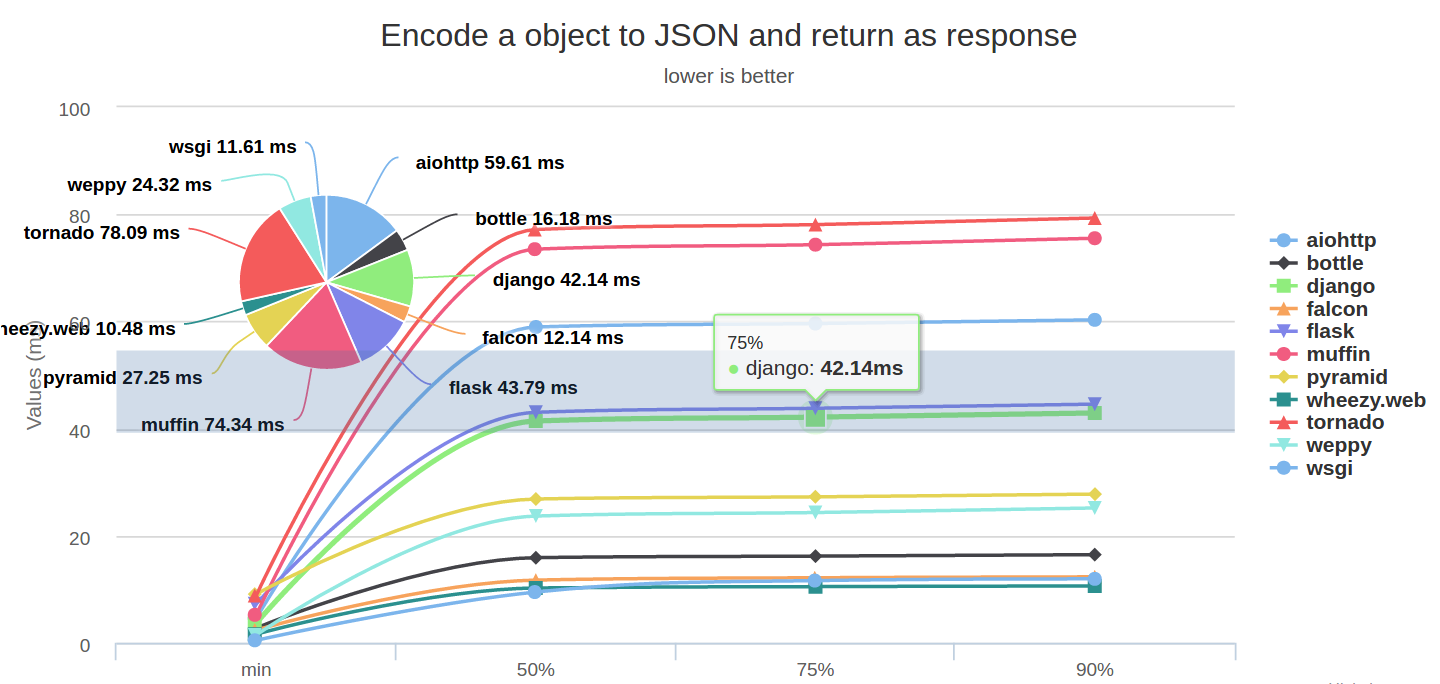 Encode a object to JSON and return as response
lower is better
Values (ms)
100
80
60
40
20
0
min
50%
75%
90%
wsgi 11.61 ms
aiohttp 59.61 ms
weppy 24.32 ms
bottle 16.18 ms
tornado 78.09 ms
django 42.14 ms
heezy.web 10.48 ms
falcon 12.14 ms
pyramid 27.25 ms
flask 43.79 ms
muffin 74.34 ms
75%
django: 42.14ms
aiohttp
bottle
django
falcon
flask
muffin
pyramid
wheezy.web
tornado
weppy
wsgi